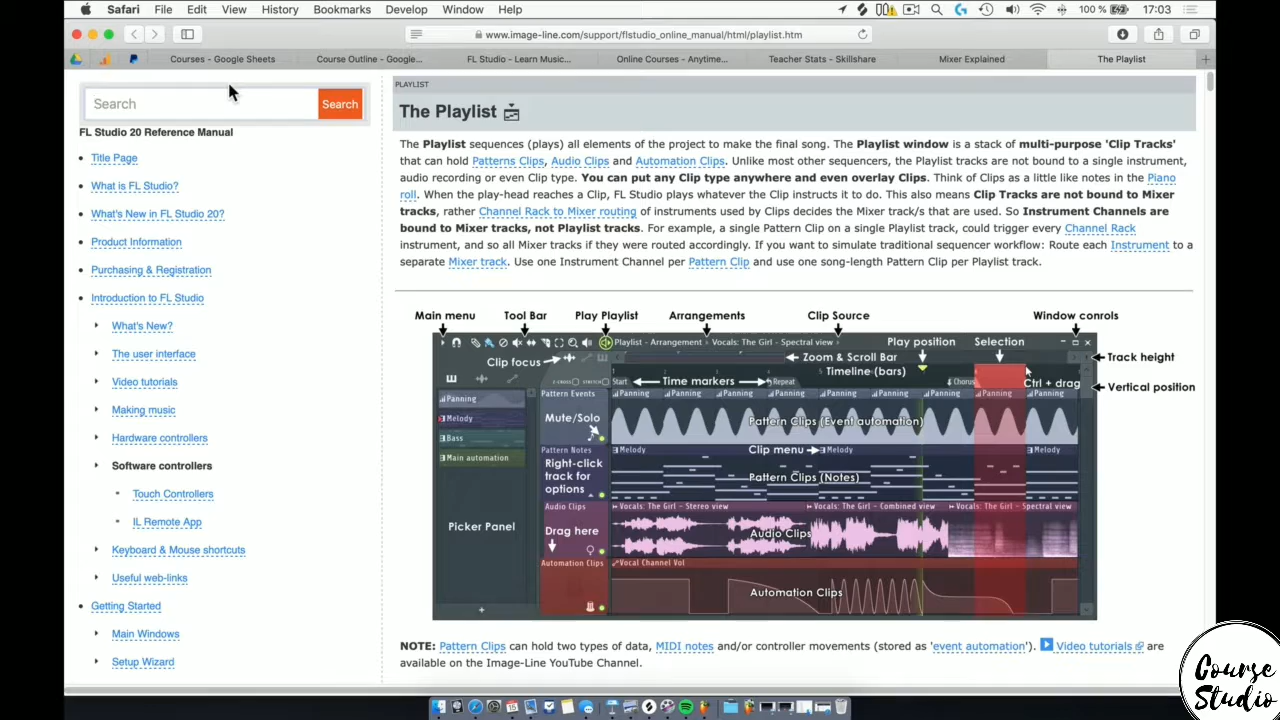 Safari File Edit View History Bookmarks Develop Window Help 100 % 17:03
www.image-line.com/support/flstudio_online_manual/html/playlist.htm
Courses - Google Sheets Course Outline - Google... FL Studio - Learn Music... Online Courses - Anytime... Teacher Stats - Skillshare Mixer Explained The Playlist
Search Search
FL Studio 20 Reference Manual
Title Page
What is FL Studio?
What's New in FL Studio 20?
Product Information
Purchasing & Registration
Introduction to FL Studio
What's New?
The user interface
Video tutorials
Making music
Hardware controllers
Software controllers
Touch Controllers
IL Remote App
Keyboard & Mouse shortcuts
Useful web-links
Getting Started
Main Windows
Setup Wizard
PLAYLIST
The Playlist
The Playlist sequences (plays) all elements of the project to make the final song. The Playlist window is a stack of multi-purpose 'Clip Tracks'
that can hold Patterns Clips, Audio Clips and Automation Clips. Unlike most other sequencers, the Playlist tracks are not bound to a single instrument,
audio recording or even Clip type. You can put any Clip type anywhere and even overlay Clips. Think of Clips as a little like notes in the Piano
roll. When the play-head reaches a Clip, FL Studio plays whatever the Clip instructs it to do. This also means Clip Tracks are not bound to Mixer
tracks, rather Channel Rack to Mixer routing of instruments used by Clips decides the Mixer track/s that are used. So Instrument Channels are
bound to Mixer tracks, not Playlist tracks. For example, a single Pattern Clip on a single Playlist track, could trigger every Channel Rack
instrument, and so all Mixer tracks if they were routed accordingly. If you want to simulate traditional sequencer workflow: Route each Instrument to a
separate Mixer track. Use one Instrument Channel per Pattern Clip and use one song-length Pattern Clip per Playlist track.
Main menu Tool Bar Play Playlist Arrangements Clip Source Window conrols
Playlist - Arrangement › Vocals: The Girl - Spectral view Play position Selection
Clip focus Zoom & Scroll Bar Track height
Timeline (bars)
Start Time markers Repeat Chorus Ctrl + drag Vertical position
Panning Pattern Events Panning Panning Panning Panning Panning Panning Panning Panning Panning
Melody Mute/Solo Pattern Clips (Event automation)
Bass Pattern Notes Melody Clip menu Melody Melody
Main automation Right-click
track for
options
Pattern Clips (Notes)
Audio Clips Vocals: The Girl - Stereo view Vocals: The Girl - Combined view Vocals: The Girl - Spectral view
Picker Panel Drag here Audio Clips
Automation Clips Vocal Channel Vol
Automation Clips
NOTE: Pattern Clips can hold two types of data, MIDI notes and/or controller movements (stored as 'event automation'). Video tutorials are
available on the Image-Line YouTube Channel.
Course
Studio